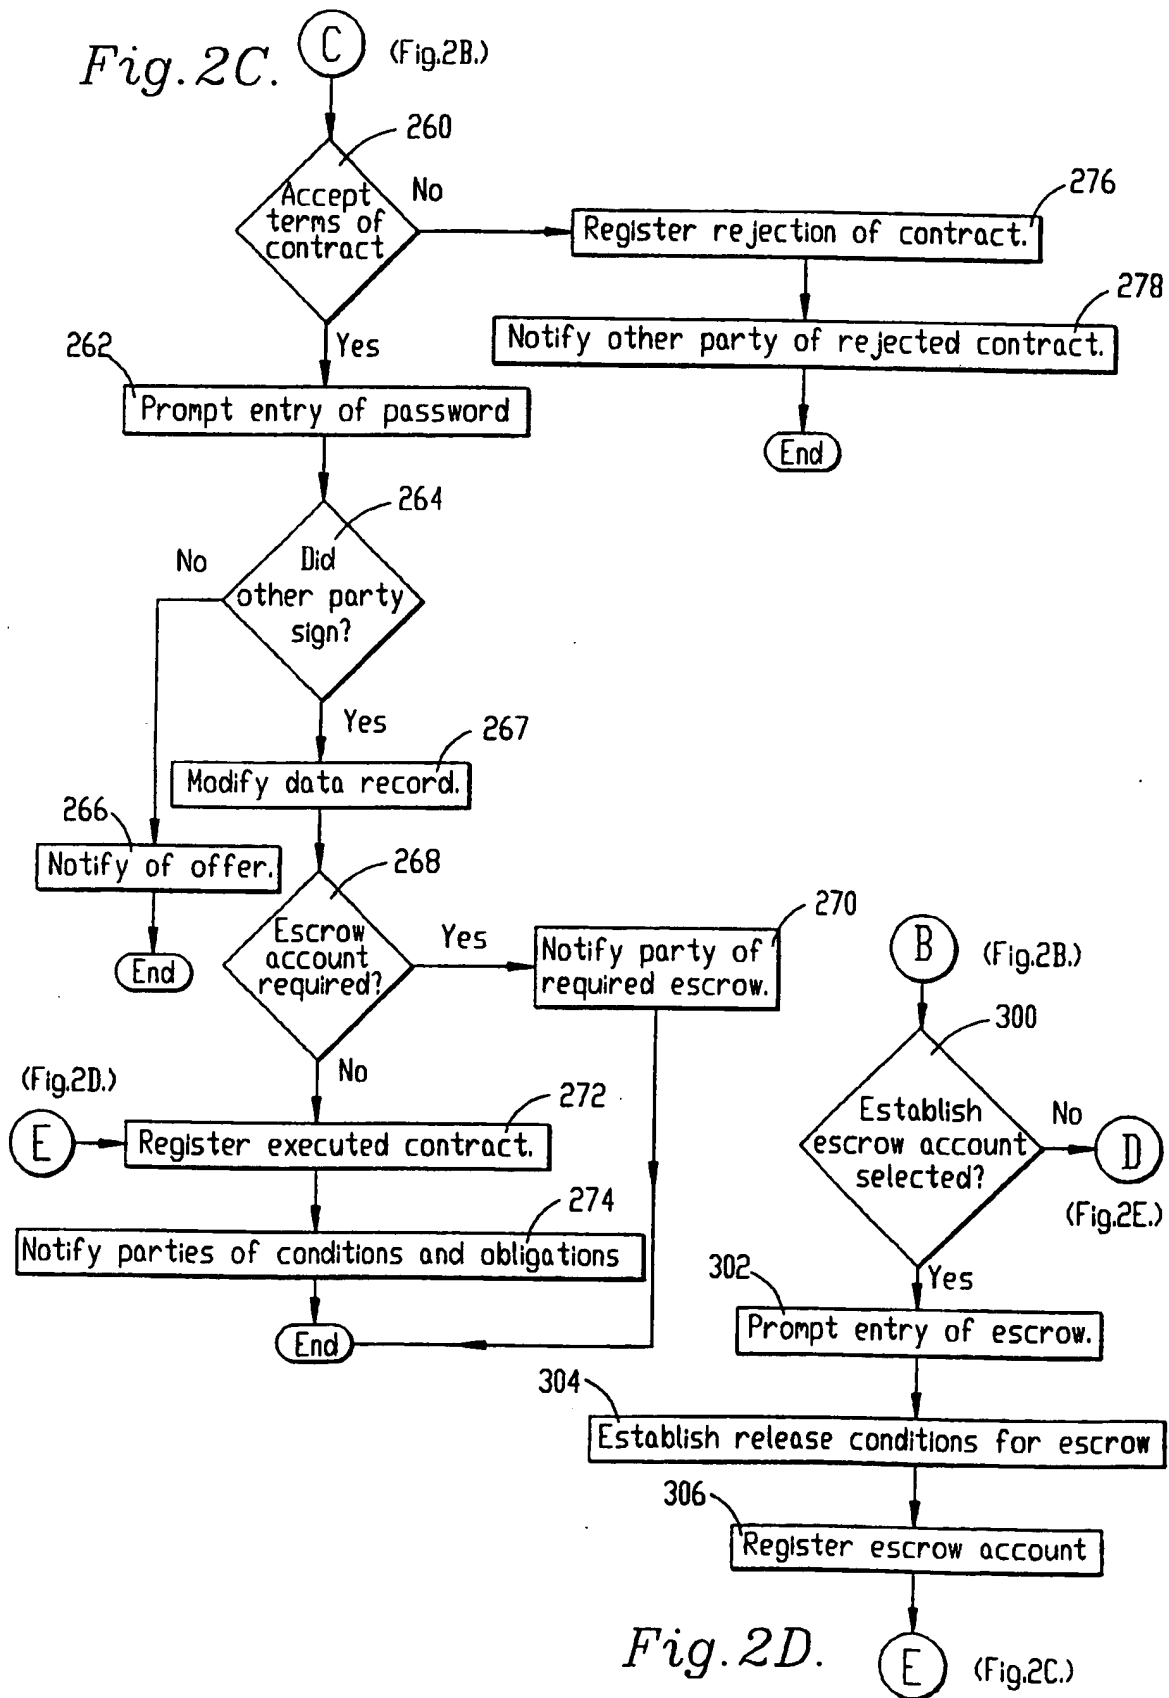 Fig. 2C.
C
(Fig.2B.)
260
Accept
terms of
contract
No
276
Register rejection of contract.
278
Notify other party of rejected contract.
End
Yes
262
Prompt entry of password
264
Did
other party
sign?
No
Yes
267
Modify data record.
266
Notify of offer.
End
268
Escrow
account
required?
Yes
270
Notify party of
required escrow.
No
(Fig.2D.)
E
272
Register executed contract.
274
Notify parties of conditions and obligations
End
B
(Fig.2B.)
300
Establish
escrow account
selected?
No
D
(Fig.2E.)
Yes
302
Prompt entry of escrow.
304
Establish release conditions for escrow
306
Register escrow account
Fig. 2D.
E
(Fig.2C.)